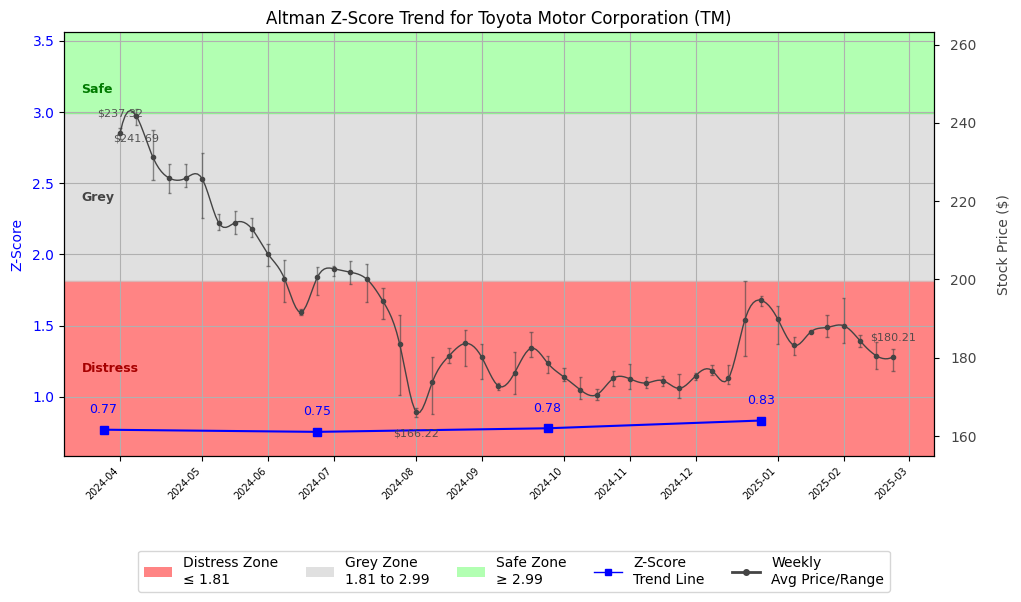 Altman Z-Score Trend for Toyota Motor Corporation (TM)
3.5
3.0
2.5
2.0
1.5
1.0
Z-Score
260
240
220
200
180
160
Stock Price ($)
Safe
Grey
Distress
$237.32
$241.69
$166.22
$180.21
0.77
0.75
0.78
0.83
2024-04
2024-05
2024-06
2024-07
2024-08
2024-09
2024-10
2024-11
2024-12
2025-01
2025-02
2025-03
Distress Zone
≤ 1.81
Grey Zone
1.81 to 2.99
Safe Zone
≥ 2.99
Z-Score
Trend Line
Weekly
Avg Price/Range